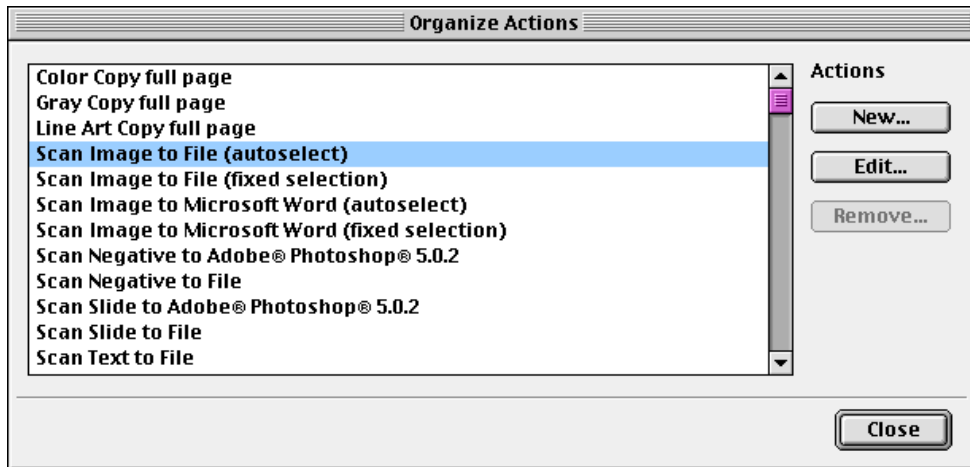 Organize Actions
Color Copy full page
Gray Copy full page
Line Art Copy full page
Scan Image to File (autoselect)
Scan Image to File (fixed selection)
Scan Image to Microsoft Word (autoselect)
Scan Image to Microsoft Word (fixed selection)
Scan Negative to Adobe® Photoshop® 5.0.2
Scan Negative to File
Scan Slide to Adobe® Photoshop® 5.0.2
Scan Slide to File
Scan Text to File
Actions
New...
Edit...
Remove...
Close